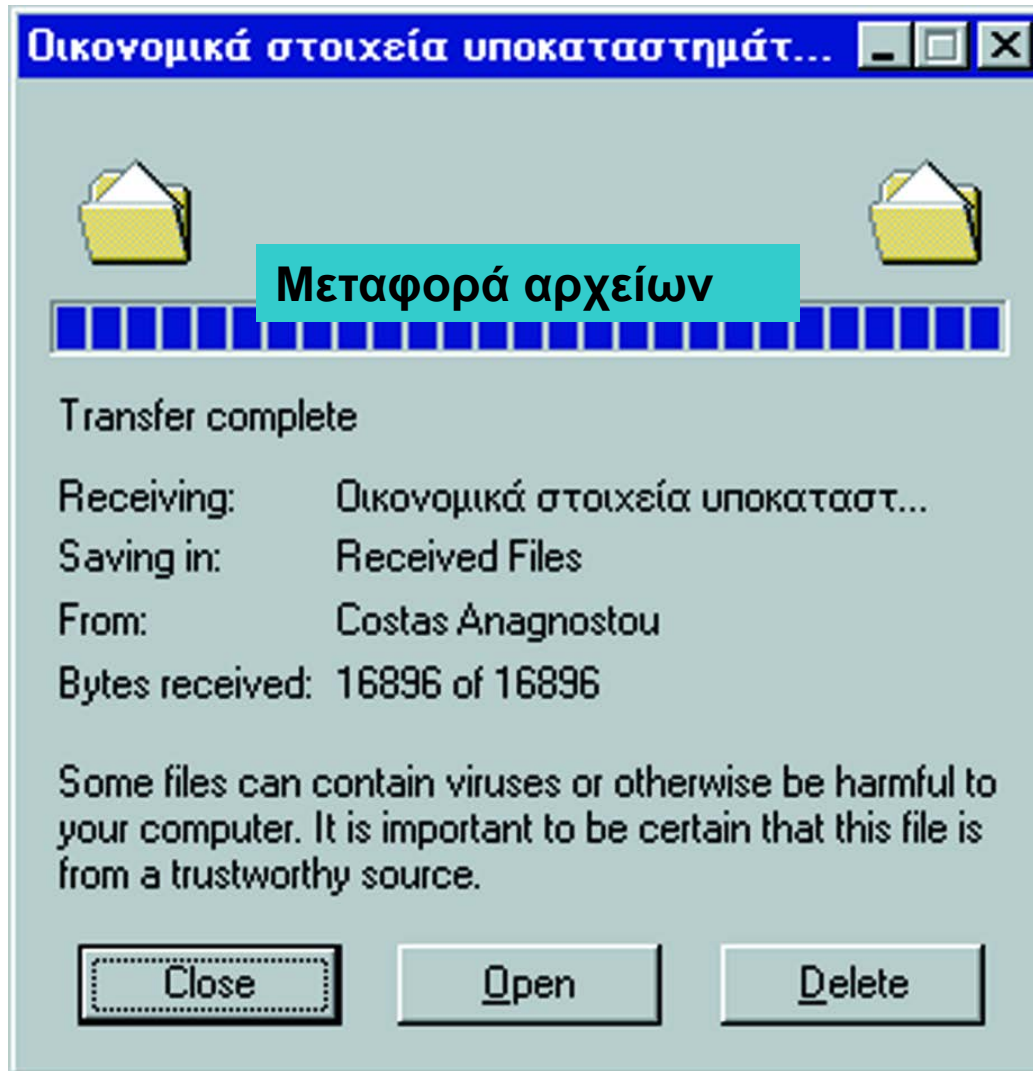 Οικονομικά στοιχεία υποκαταστημάτ...
Μεταφορά αρχείων
Transfer complete
Receiving: Οικονομικά στοιχεία υποκαταστ...
Saving in: Received Files
From: Costas Anagnostou
Bytes received: 16896 of 16896
Some files can contain viruses or otherwise be harmful to
your computer. It is important to be certain that this file is
from a trustworthy source.
Close Open Delete